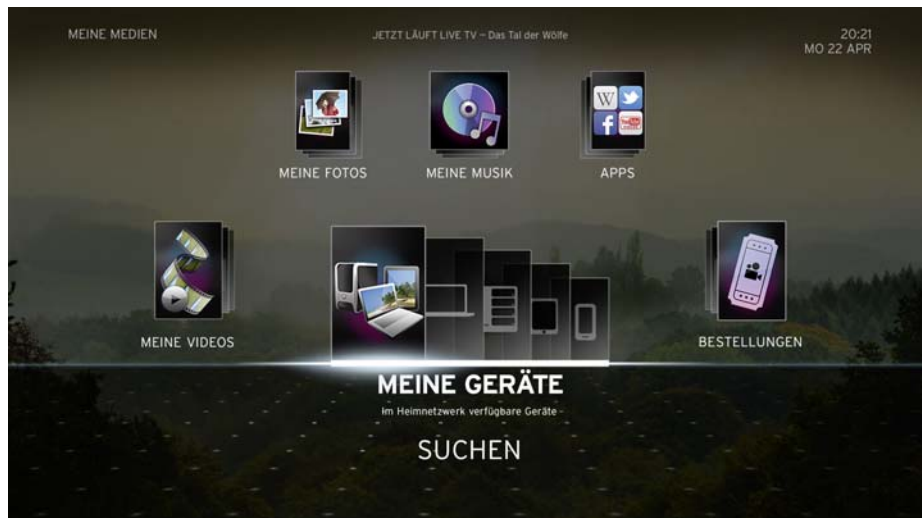 MEINE MEDIEN
JETZT LÄUFT LIVE TV – Das Tal der Wölfe
20:21
MO 22 APR
W
f
MEINE FOTOS
MEINE MUSIK
APPS
MEINE VIDEOS
BESTELLUNGEN
MEINE GERÄTE
Im Heimnetzwerk verfügbare Geräte
SUCHEN